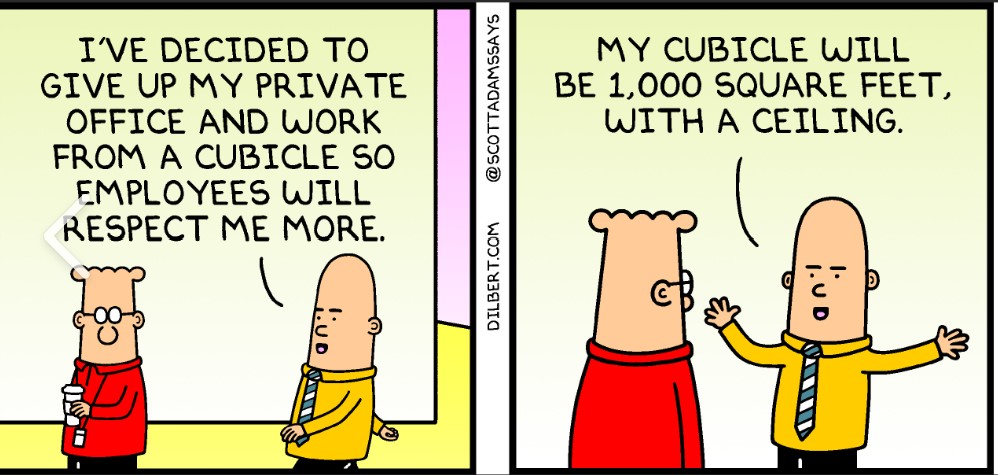 I'VE DECIDED TO
GIVE UP MY PRIVATE
OFFICE AND WORK
FROM A CUBICLE SO
EMPLOYEES WILL
RESPECT ME MORE.
DILBERT.COM @SCOTTADAMSSAYS
MY CUBICLE WILL
BE 1,000 SQUARE FEET,
WITH A CEILING.